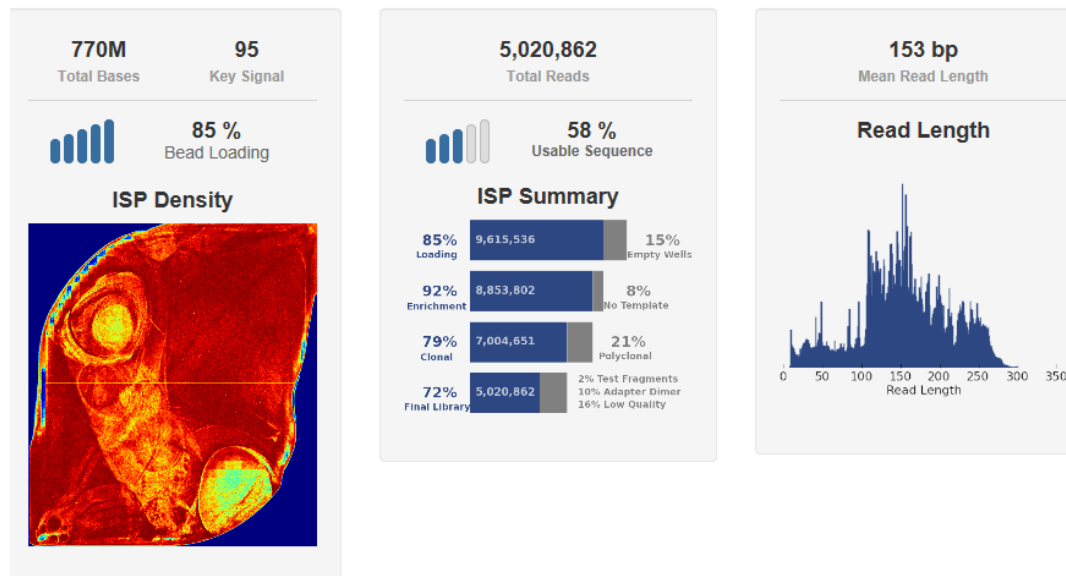 770M
Total Bases
95
Key Signal
85 %
Bead Loading
ISP Density
5,020,862
Total Reads
58 %
Usable Sequence
ISP Summary
85%
Loading
9,615,536
15%
Empty Wells
92%
Enrichment
8,853,802
8%
No Template
79%
Clonal
7,004,651
21%
Polyclonal
72%
Final Library
5,020,862
2% Test Fragments
10% Adapter Dimer
16% Low Quality
153 bp
Mean Read Length
Read Length
0 50 100 150 200 250 300 350
Read Length